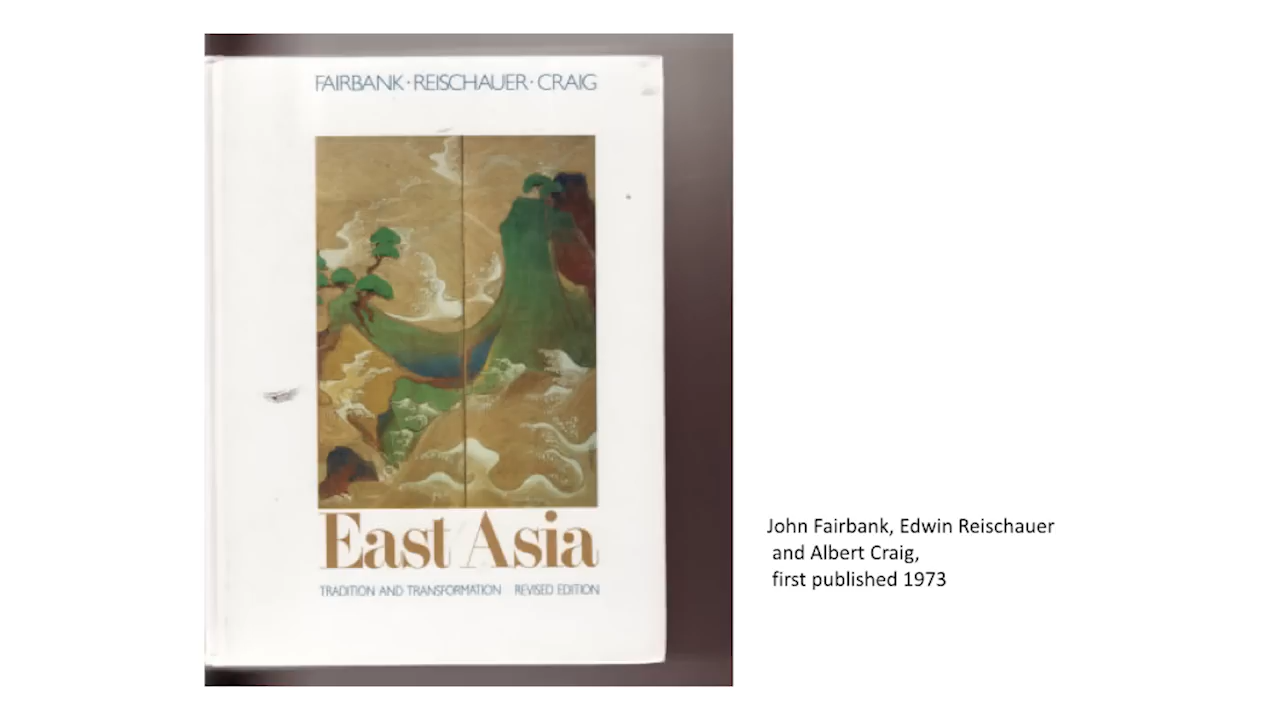 FAIRBANK·REISCHAUER·CRAIG
East Asia
TRADITION AND TRANSFORMATION REVISED EDITION
John Fairbank, Edwin Reischauer
and Albert Craig,
first published 1973